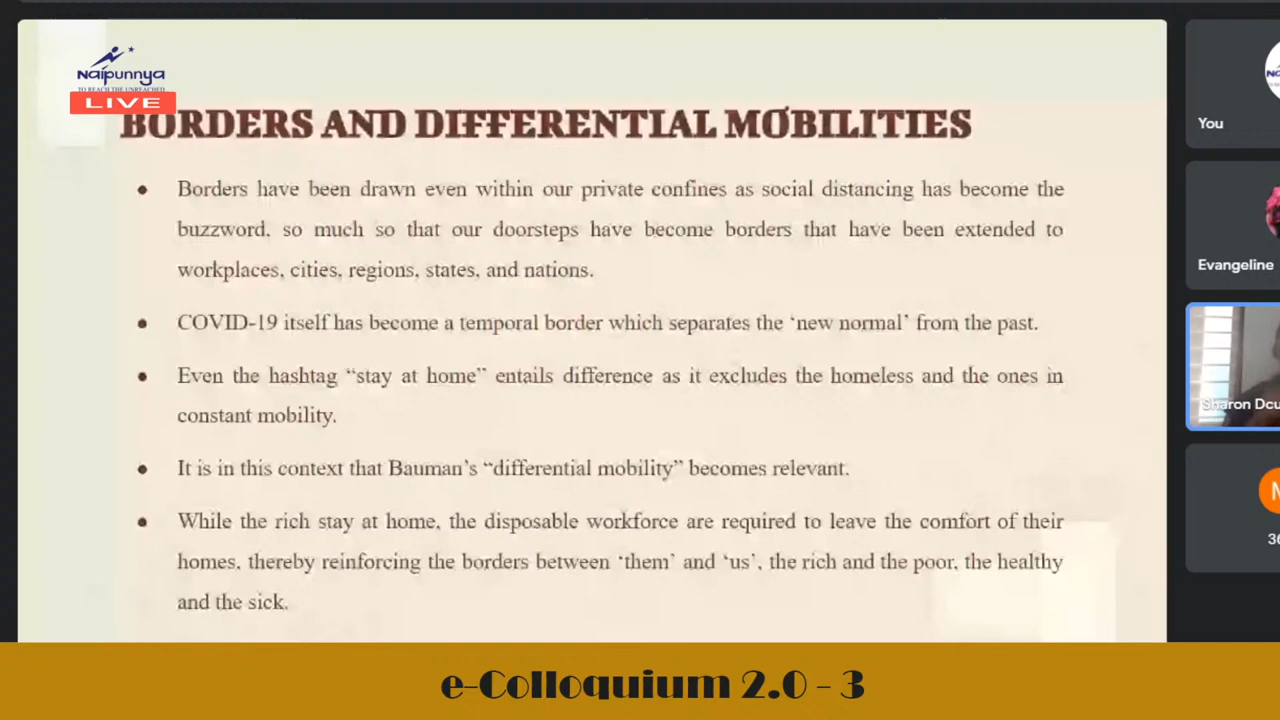 Naipunnya
TO REACH THE UNREACHED
LIVE
BORDERS AND DIFFERENTIAL MOBILITIES
• Borders have been drawn even within our private confines as social distancing has become the
buzzword, so much so that our doorsteps have become borders that have been extended to
workplaces, cities, regions, states, and nations.
• COVID-19 itself has become a temporal border which separates the ‘new normal’ from the past.
• Even the hashtag “stay at home” entails difference as it excludes the homeless and the ones in
constant mobility.
• It is in this context that Bauman’s “differential mobility” becomes relevant.
• While the rich stay at home, the disposable workforce are required to leave the comfort of their
homes, thereby reinforcing the borders between ‘them’ and ‘us’, the rich and the poor, the healthy
and the sick.
You
Evangeline
Sharon Dcu
36
e-Colloquium 2.0 - 3